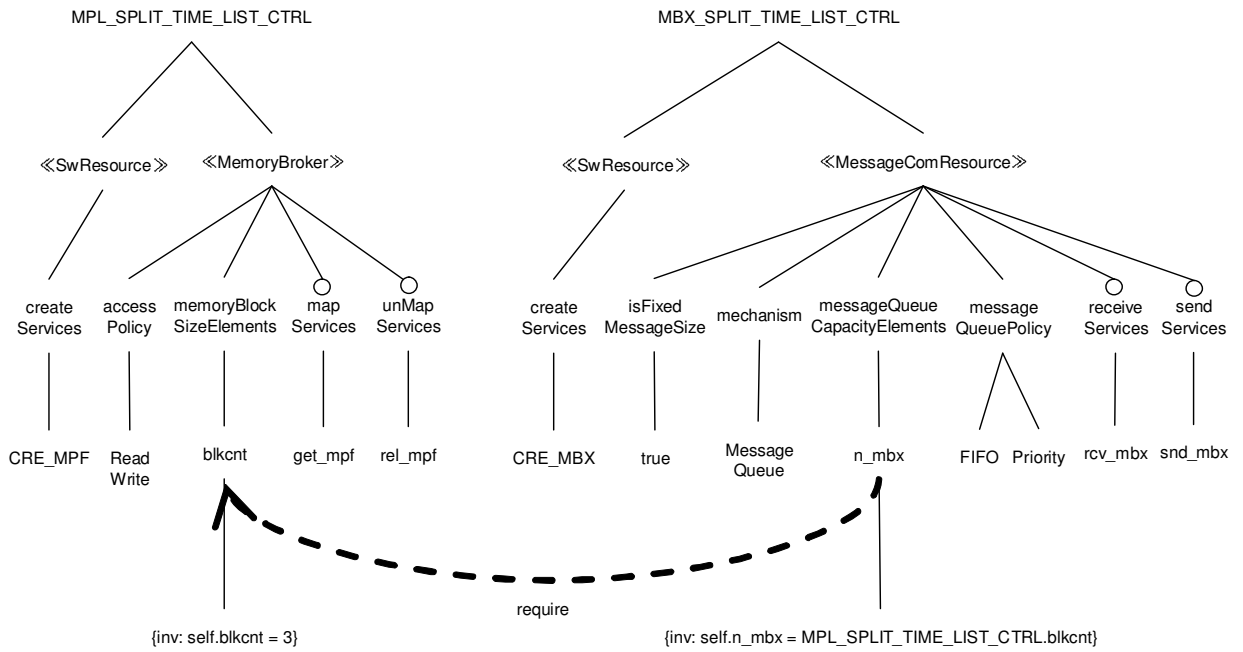 MPL_SPLIT_TIME_LIST_CTRL
MBX_SPLIT_TIME_LIST_CTRL
≪SwResource≫
≪MemoryBroker≫
≪SwResource≫
≪MessageComResource≫
create
Services
access
Policy
memoryBlock
SizeElements
map
Services
unMap
Services
create
Services
isFixed
MessageSize
mechanism
messageQueue
CapacityElements
message
QueuePolicy
receive
Services
send
Services
CRE_MPF
Read
Write
blkcnt
get_mpf
rel_mpf
CRE_MBX
true
Message
Queue
n_mbx
FIFO
Priority
rcv_mbx
snd_mbx
require
{inv: self.blkcnt = 3}
{inv: self.n_mbx = MPL_SPLIT_TIME_LIST_CTRL.blkcnt}